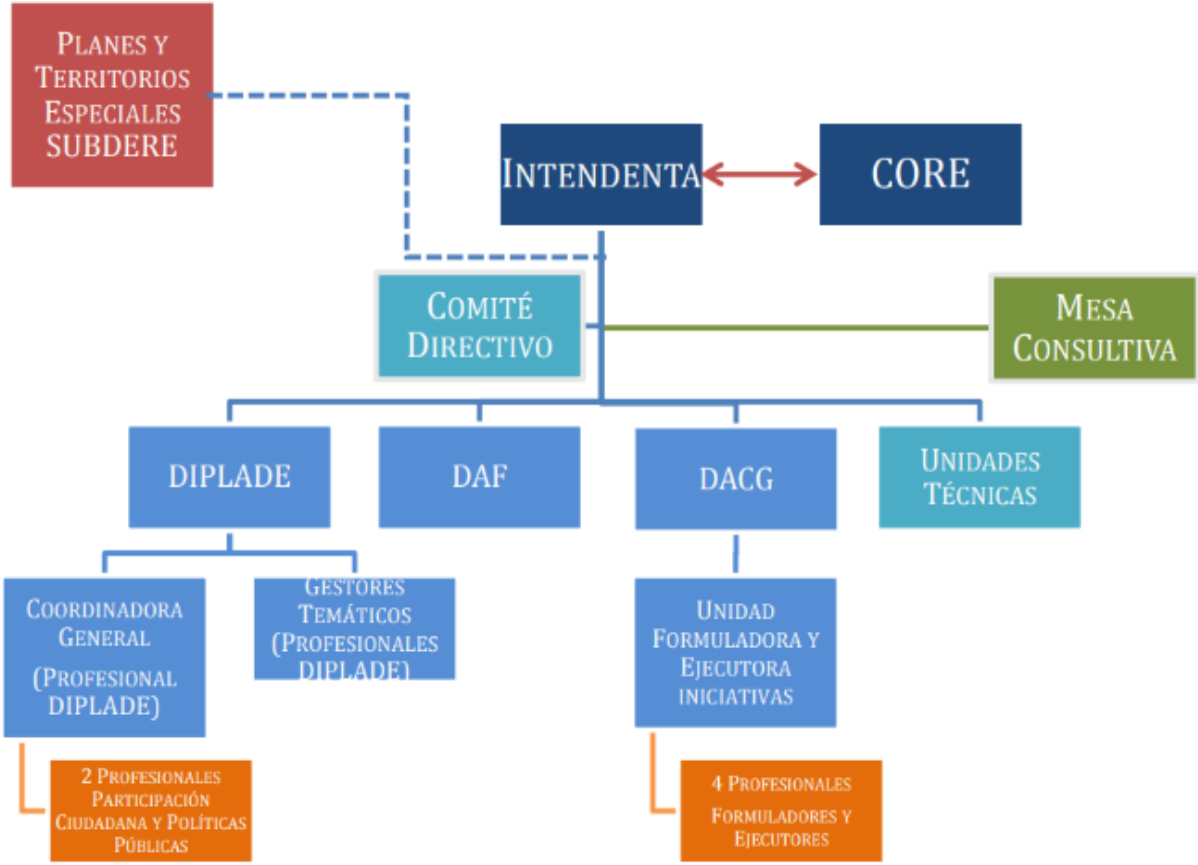 PLANES Y
TERRITORIOS
ESPECIALES
SUBDERE
INTENDENTA
CORE
COMITÉ
DIRECTIVO
MESA
CONSULTIVA
DIPLADE
DAF
DACG
UNIDADES
TÉCNICAS
COORDINADORA
GENERAL
(PROFESIONAL
DIPLADE)
GESTORES
TEMÁTICOS
(PROFESIONALES
DIPLADE)
UNIDAD
FORMULADORA Y
EJECUTORA
INICIATIVAS
2 PROFESIONALES
PARTICIPACIÓN
CIUDADANA Y POLÍTICAS
PÚBLICAS
4 PROFESIONALES
FORMULADORES Y
EJECUTORES